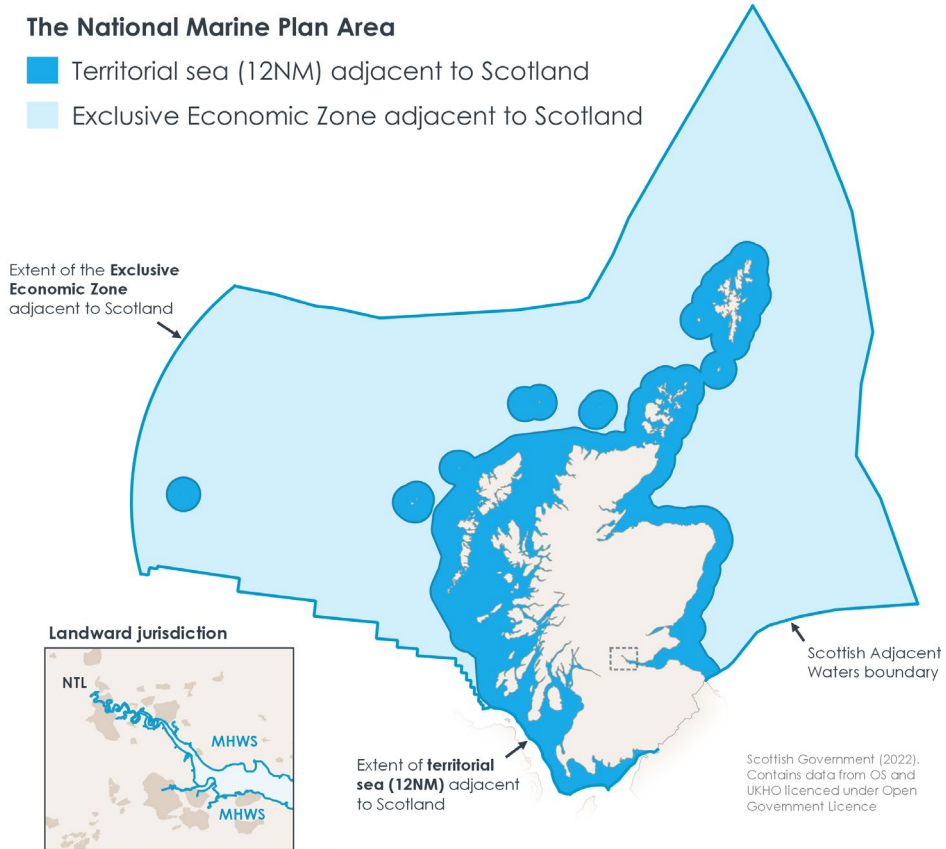 The National Marine Plan Area
Territorial sea (12NM) adjacent to Scotland
Exclusive Economic Zone adjacent to Scotland
Extent of the Exclusive
Economic Zone
adjacent to Scotland
Landward jurisdiction
NTL
MHWS
MHWS
Extent of territorial
sea (12NM) adjacent
to Scotland
Scottish Adjacent
Waters boundary
Scottish Government (2022).
Contains data from OS and
UKHO licenced under Open
Government Licence